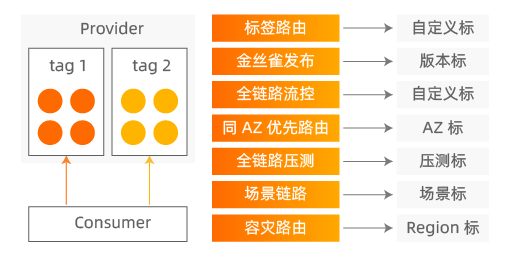 Provider
tag 1
tag 2
Consumer
标签路由
自定义标
金丝雀发布
版本标
全链路流控
自定义标
同 AZ 优先路由
AZ 标
全链路压测
压测标
场景链路
场景标
容灾路由
Region 标